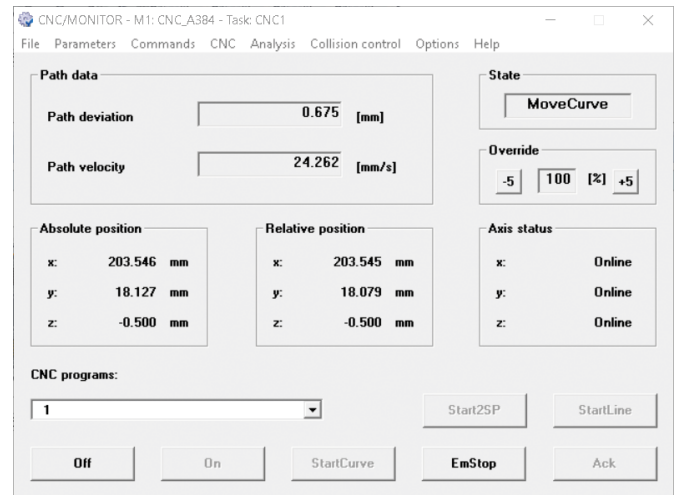 CNC/MONITOR - M1: CNC_A384 - Task: CNC1
File Parameters Commands CNC Analysis Collision control Options Help
Path data
Path deviation 0.675 [mm]
Path velocity 24.262 [mm/s]
State
MoveCurve
Override
-5 100 [%] +5
Absolute position
x: 203.546 mm
y: 18.127 mm
z: -0.500 mm
Relative position
x: 203.545 mm
y: 18.079 mm
z: -0.500 mm
Axis status
x: Online
y: Online
z: Online
CNC programs:
1
Start2SP StartLine
Off On StartCurve EmStop Ack